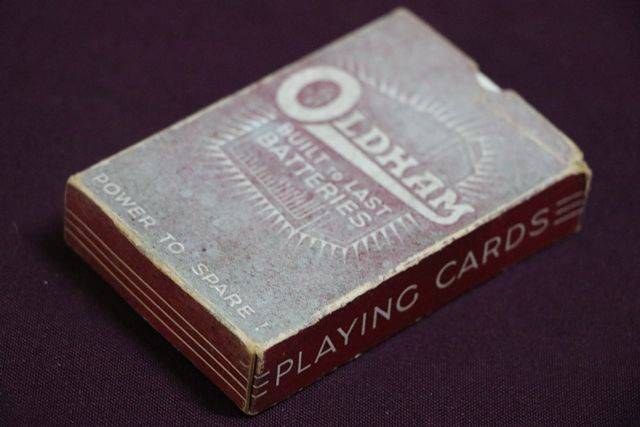 OLDHAM
BUILT TO LAST
BATTERIES
POWER TO SPARE !
PLAYING CARDS